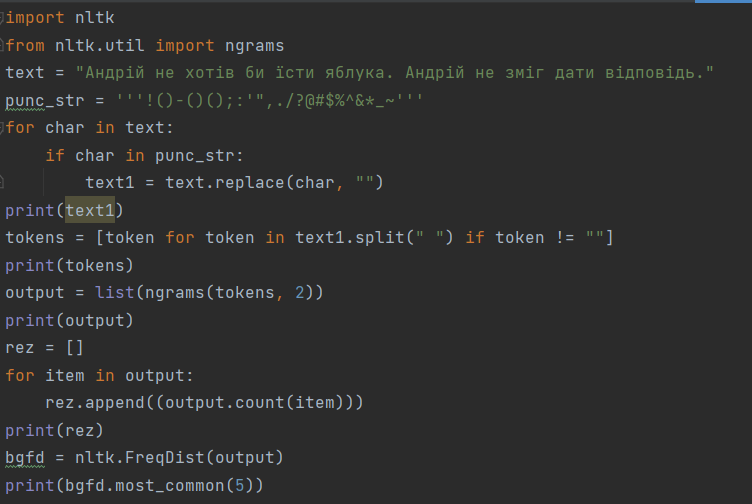 import nltk
from nltk.util import ngrams
text = "Андрій не хотів би їсти яблука. Андрій не зміг дати відповідь."
punc_str = '''!()-()();:'",./?@#$%^&*_~'''
for char in text:
    if char in punc_str:
        text1 = text.replace(char, "")
print(text1)
tokens = [token for token in text1.split(" ") if token != ""]
print(tokens)
output = list(ngrams(tokens, 2))
print(output)
rez = []
for item in output:
    rez.append((output.count(item)))
print(rez)
bgfd = nltk.FreqDist(output)
print(bgfd.most_common(5))